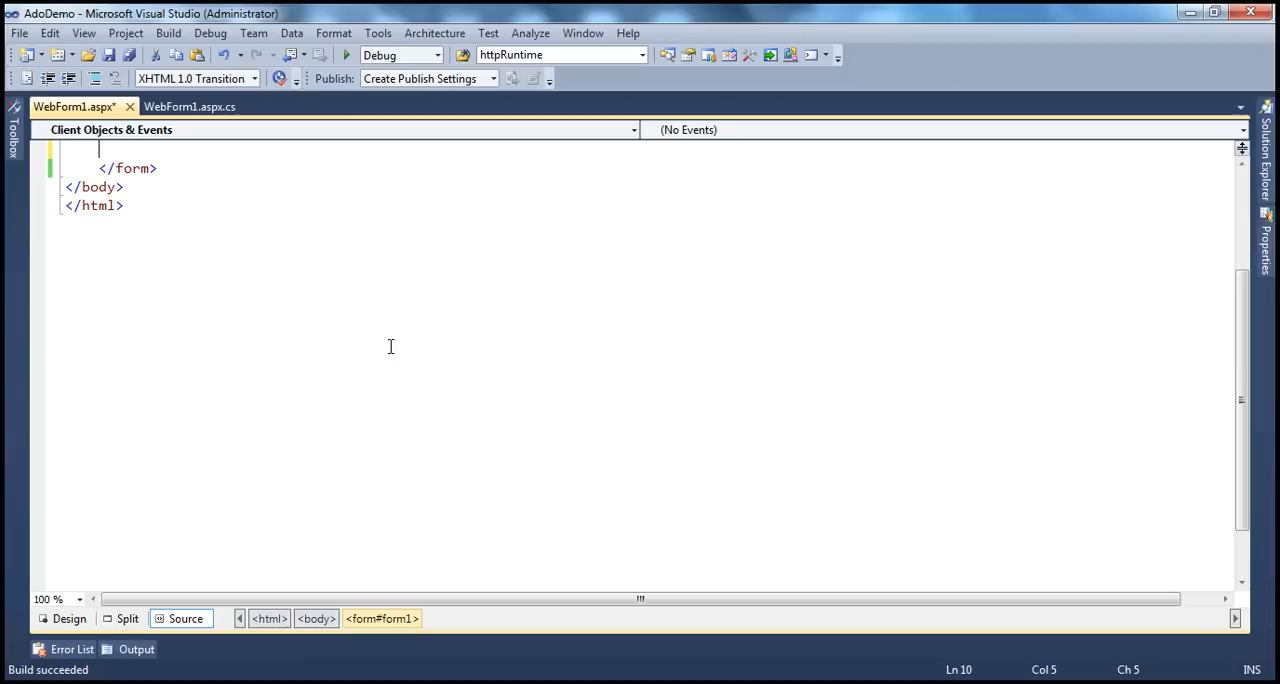 AdoDemo - Microsoft Visual Studio (Administrator)
File Edit View Project Build Debug Team Data Format Tools Architecture Test Analyze Window Help
Debug httpRuntime
XHTML 1.0 Transition Publish: Create Publish Settings
WebForm1.aspx* WebForm1.aspx.cs
Client Objects & Events (No Events)
Toolbox
Solution Explorer
Properties
</form>
</body>
</html>
100 %
Design Split Source <html> <body> <form#form1>
Error List Output
Build succeeded Ln 10 Col 5 Ch 5 INS